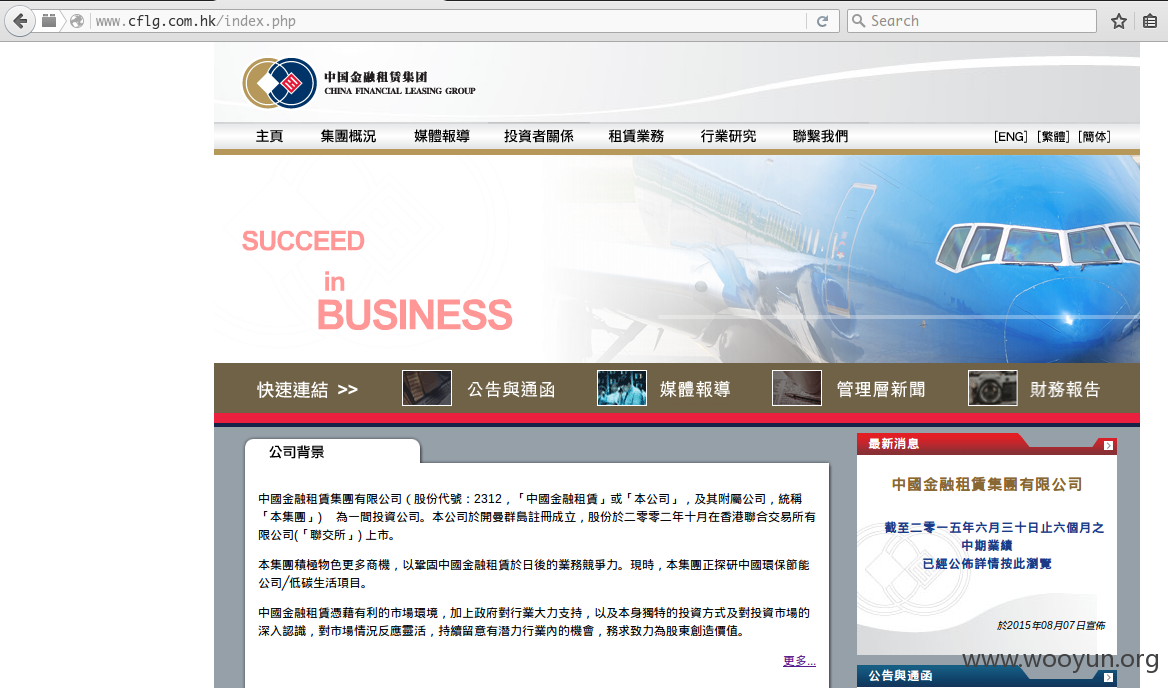 www.cflg.com.hk/index.php
Search
中国金融租赁集团
CHINA FINANCIAL LEASING GROUP
主頁 集團概況 媒體報導 投資者關係 租賃業務 行業研究 聯繫我們 [ENG] [繁體] [簡体]
SUCCEED
in
BUSINESS
快速連結 >> 公告與通函 媒體報導 管理層新聞 財務報告
公司背景
中國金融租賃集團有限公司 ( 股份代號：2312，「中國金融租賃」或「本公司」，及其附屬公司，統稱
「本集團」) 為一間投資公司。本公司於開曼群島註冊成立，股份於二零零二年十月在香港聯合交易所有
限公司(「聯交所」) 上市。
本集團積極物色更多商機，以鞏固中國金融租賃於日後的業務競爭力。現時，本集團正探研中國環保節能
公司╱低碳生活項目。
中國金融租賃憑藉有利的市場環境，加上政府對行業大力支持，以及本身獨特的投資方式及對投資市場的
深入認識，對市場情況反應靈活，持續留意有潛力行業內的機會，務求致力為股東創造價值。
更多...
最新消息
中國金融租賃集團有限公司
截至二零一五年六月三十日止六個月之
中期業績
已經公佈詳情按此瀏覽
於2015年08月07日宣佈
公告與通函
www.wooyun.org